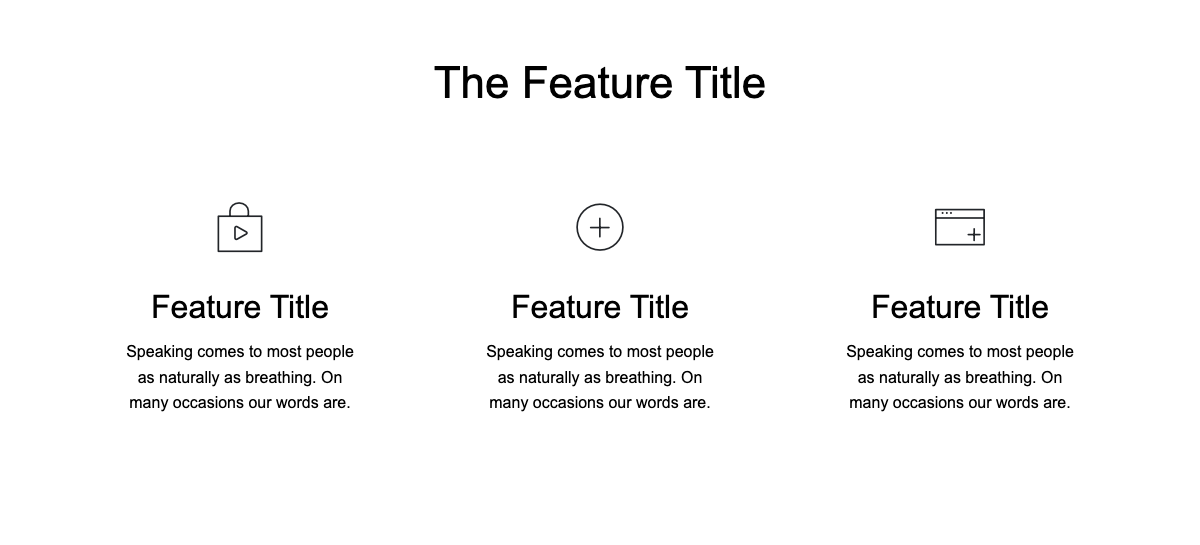 The Feature Title
Feature Title
Speaking comes to most people
as naturally as breathing. On
many occasions our words are.
Feature Title
Speaking comes to most people
as naturally as breathing. On
many occasions our words are.
Feature Title
Speaking comes to most people
as naturally as breathing. On
many occasions our words are.